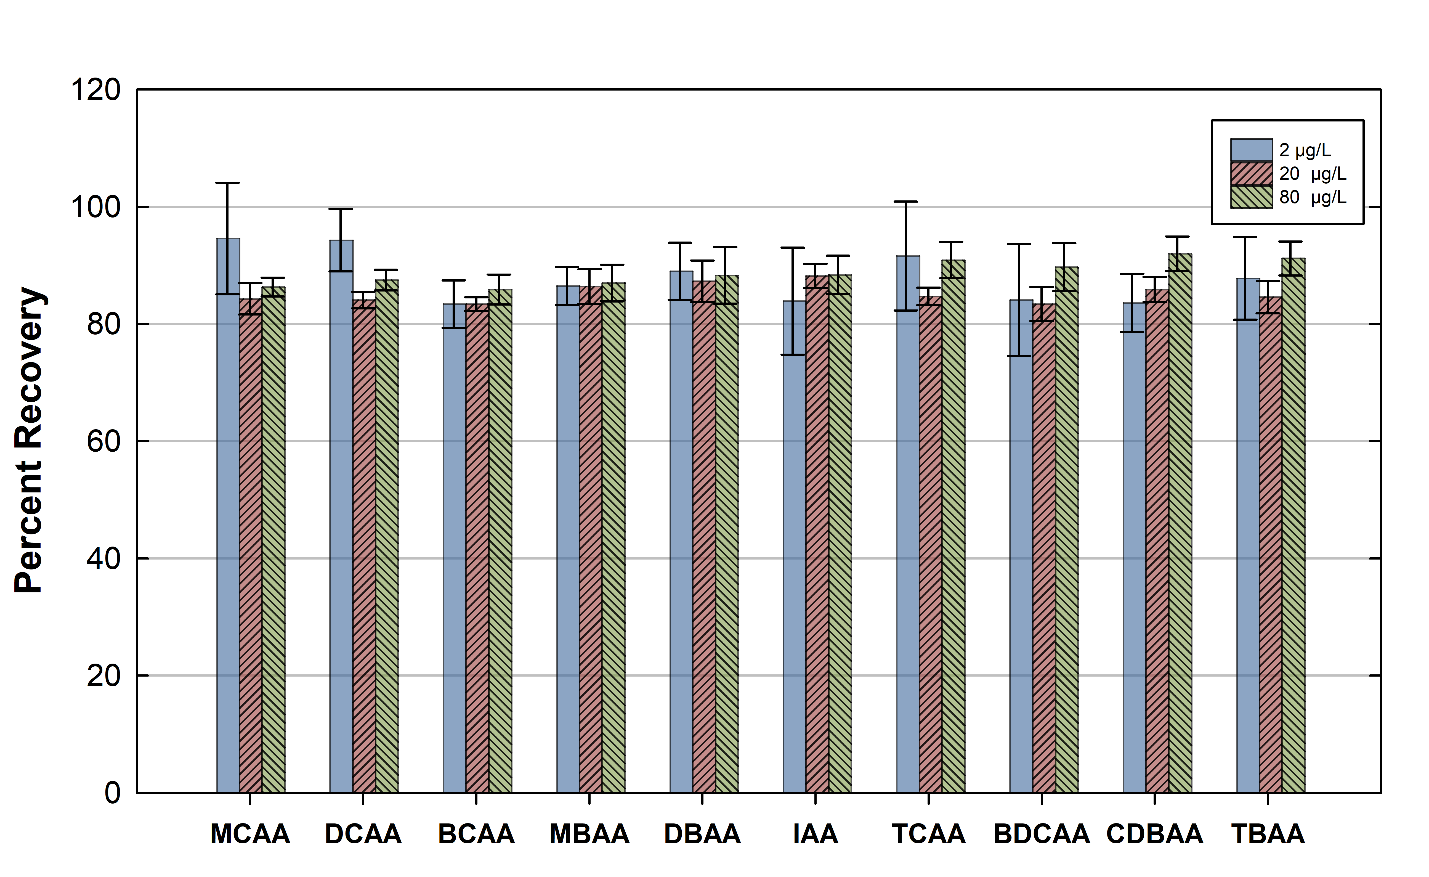 120
100
80
60
40
20
0
Percent Recovery
2 µg/L
20 µg/L
80 µg/L
MCAA DCAA BCAA MBAA DBAA IAA TCAA BDCAA CDBAA TBAA